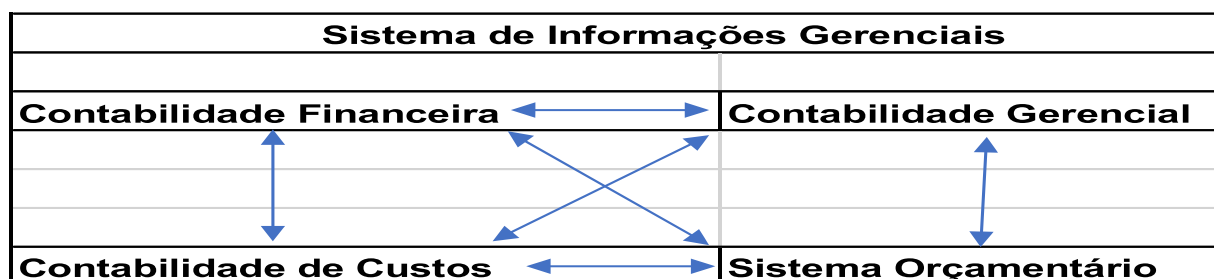 Sistema de Informações Gerenciais
Contabilidade Financeira Contabilidade Gerencial
Contabilidade de Custos Sistema Orçamentário